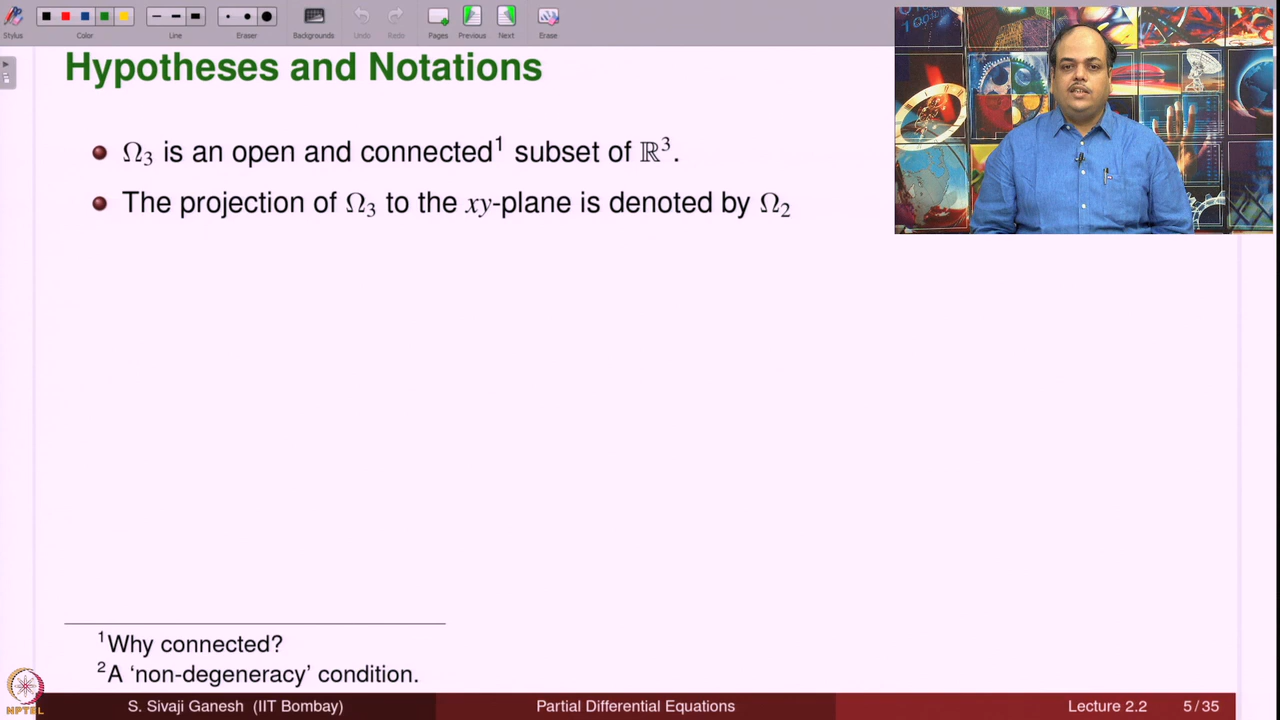 Stylus
Color
Line
Eraser
Backgrounds
Undo
Redo
Pages
Previous
Next
Erase
Hypotheses and Notations
Ω₃ is an open and connected¹ subset of ℝ³.
The projection of Ω₃ to the xy-plane is denoted by Ω₂
¹Why connected?
²A ‘non-degeneracy’ condition.
NPTEL
S. Sivaji Ganesh (IIT Bombay)
Partial Differential Equations
Lecture 2.2
5/35